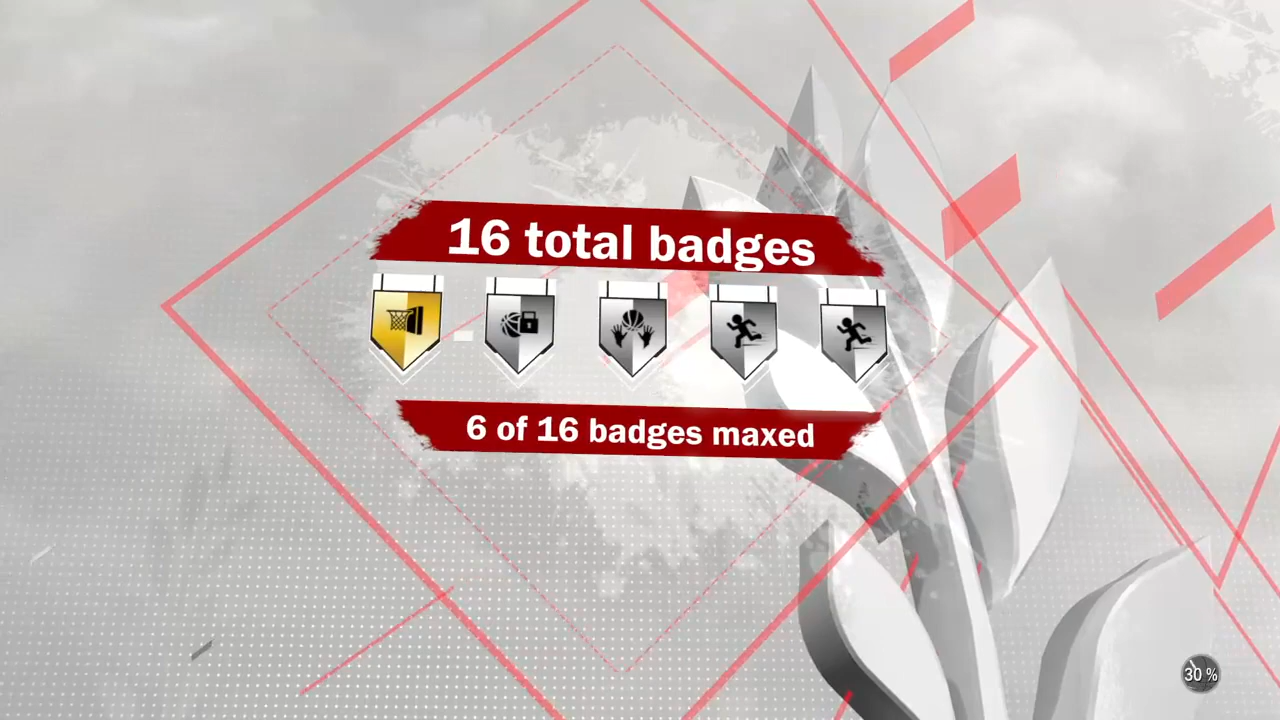 16 total badges
6 of 16 badges maxed
30 %